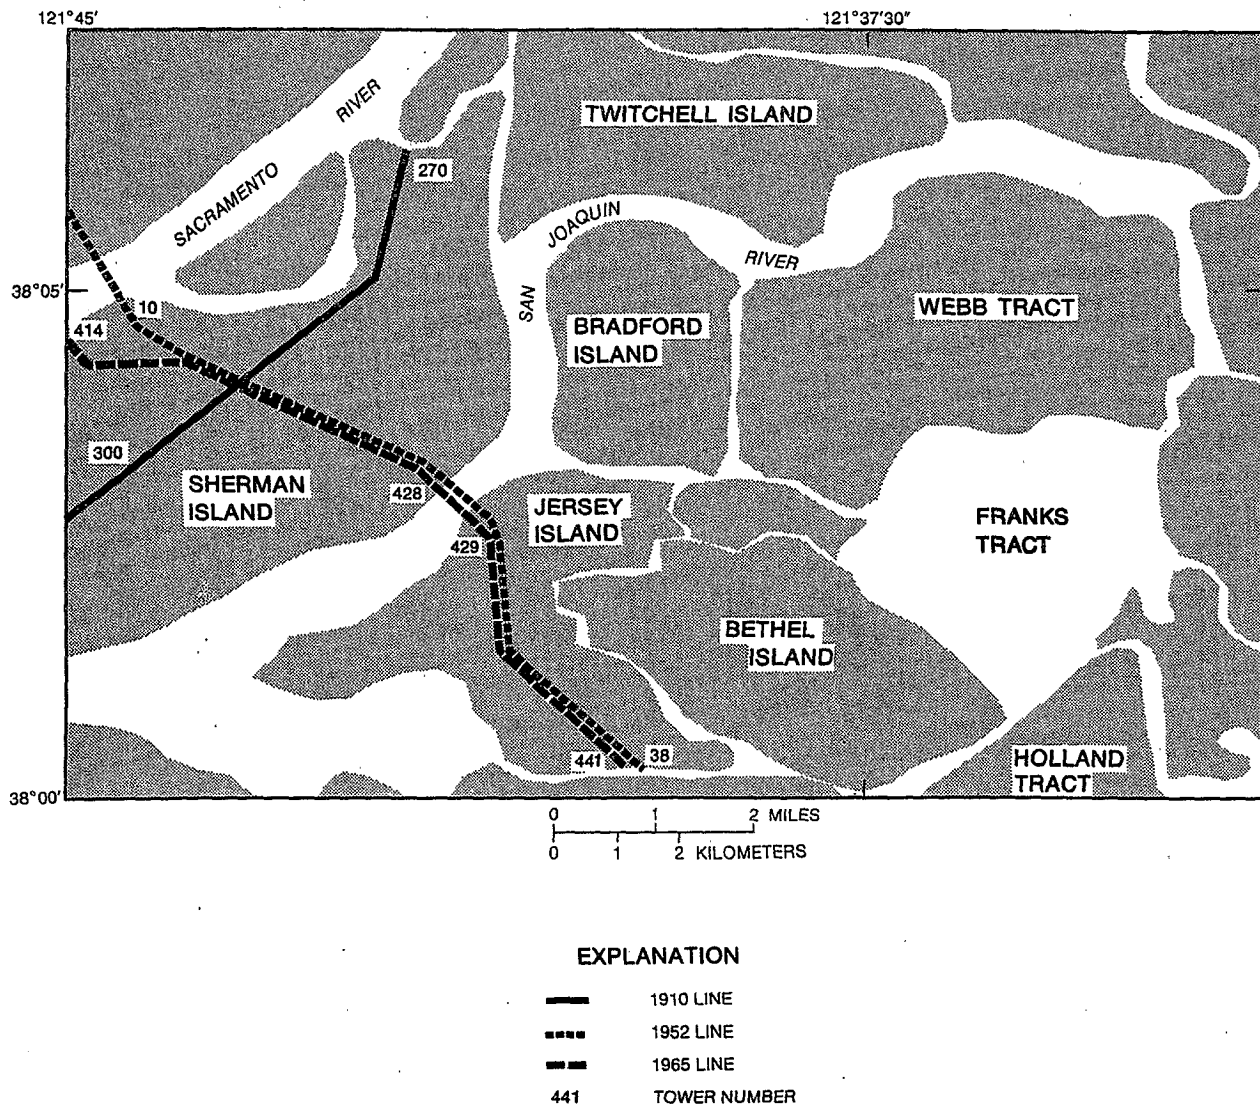 121°45'
121°37'30"
RIVER
TWITCHELL ISLAND
270
SACRAMENTO
JOAQUIN
RIVER
38°05'
SAN
10
414
WEBB TRACT
BRADFORD
ISLAND
300
SHERMAN
ISLAND
428
JERSEY
ISLAND
429
FRANKS
TRACT
BETHEL
ISLAND
441
38
HOLLAND
TRACT
38°00'
0 1 2 MILES
0 1 2 KILOMETERS
EXPLANATION
1910 LINE
1952 LINE
1965 LINE
441 TOWER NUMBER